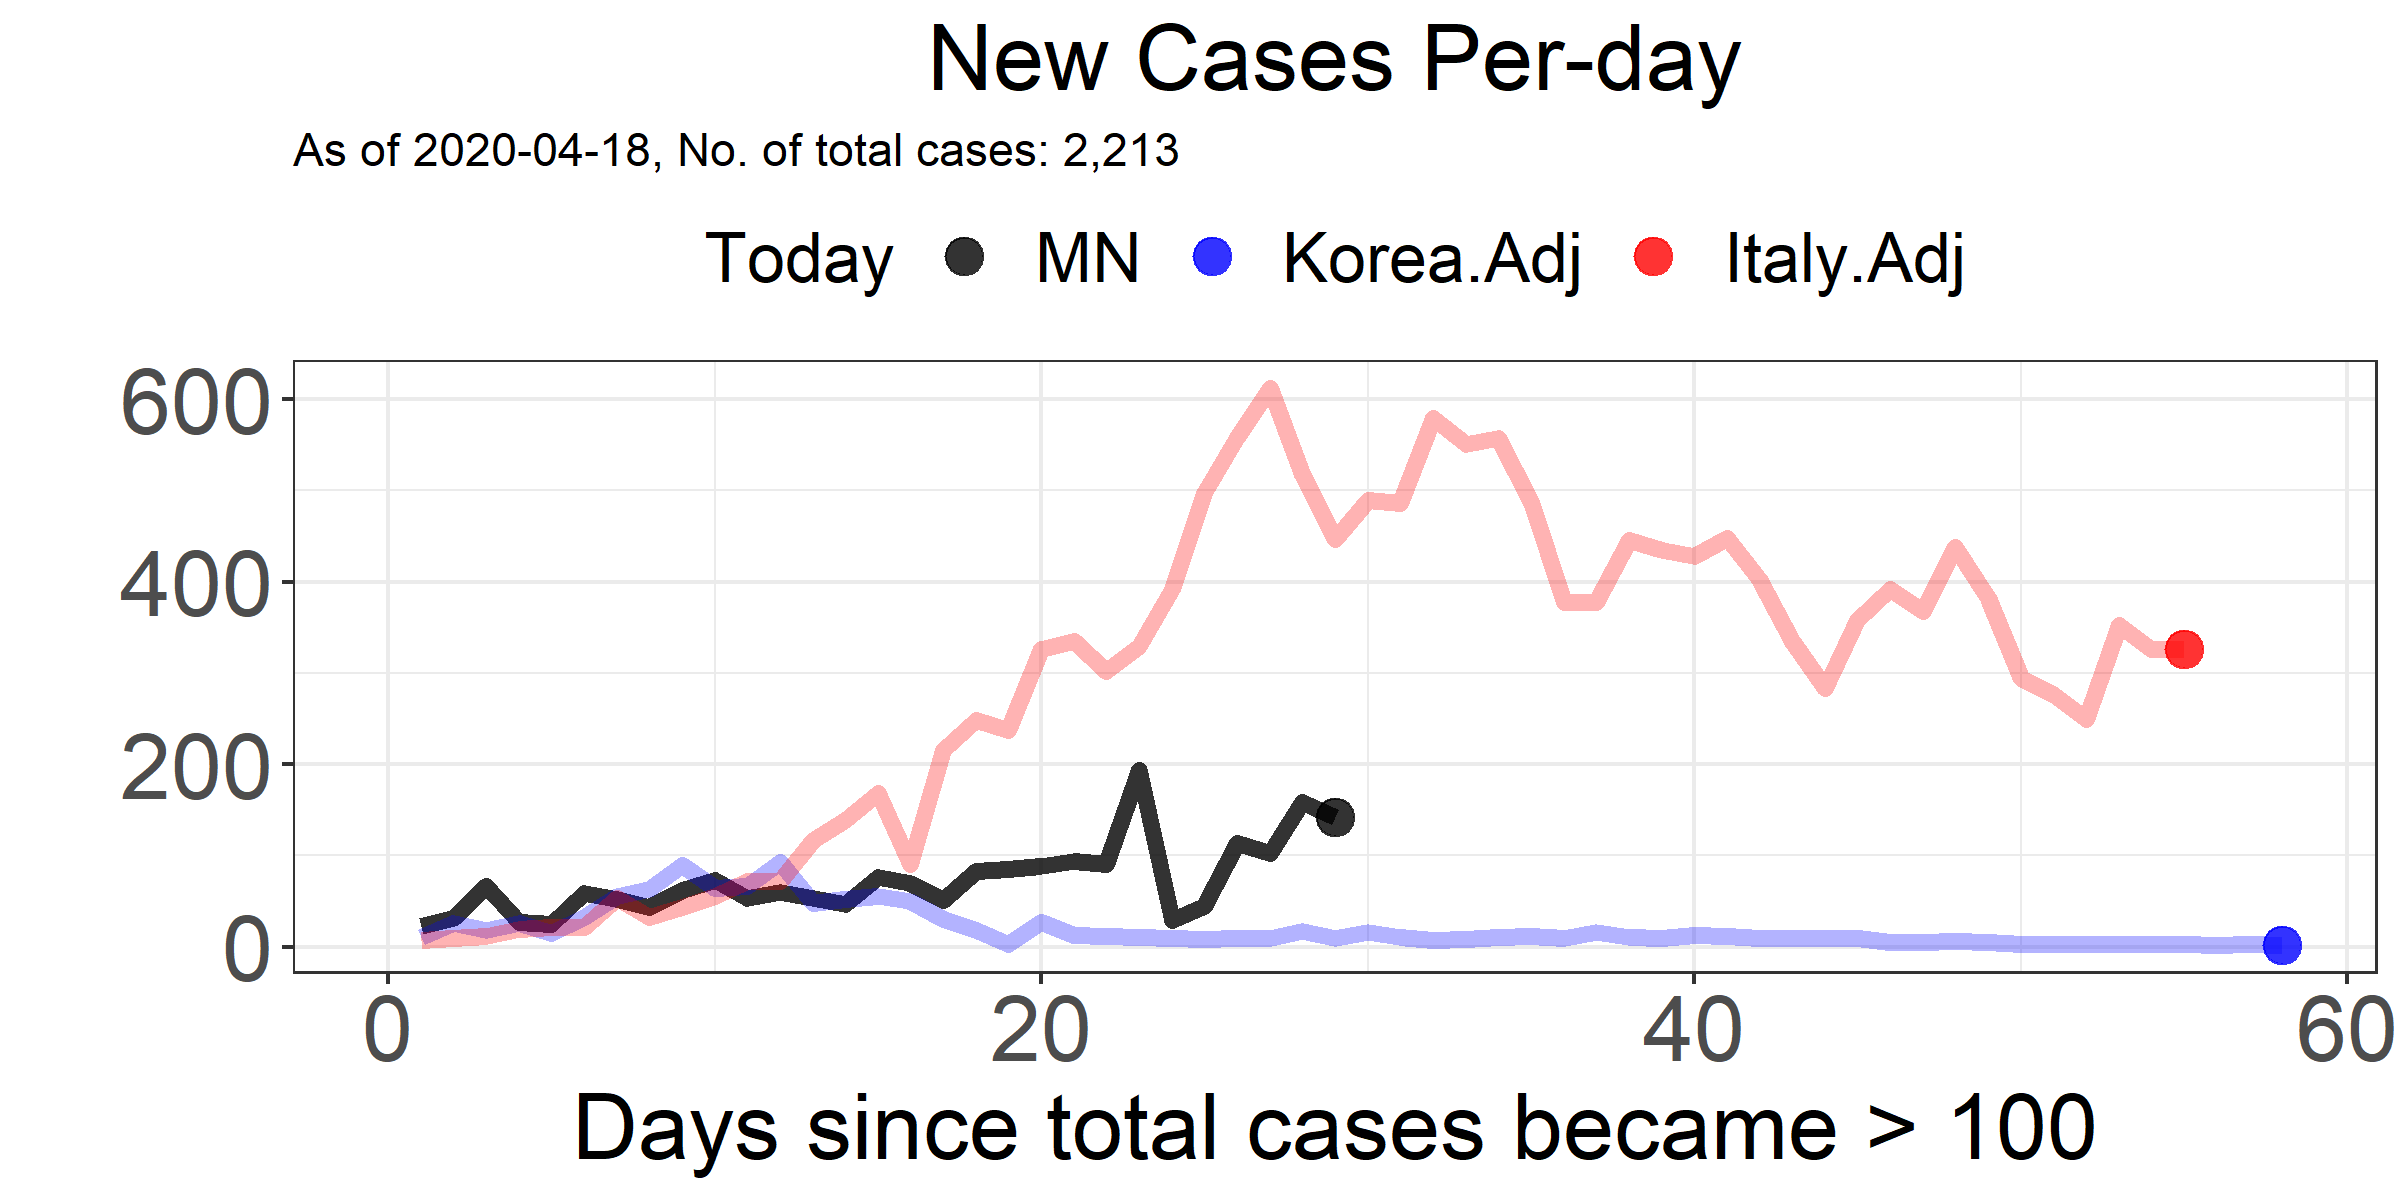 New Cases Per-day
As of 2020-04-18, No. of total cases: 2,213
Today MN Korea.Adj Italy.Adj
600
400
200
0
0 20 40 60
Days since total cases became > 100